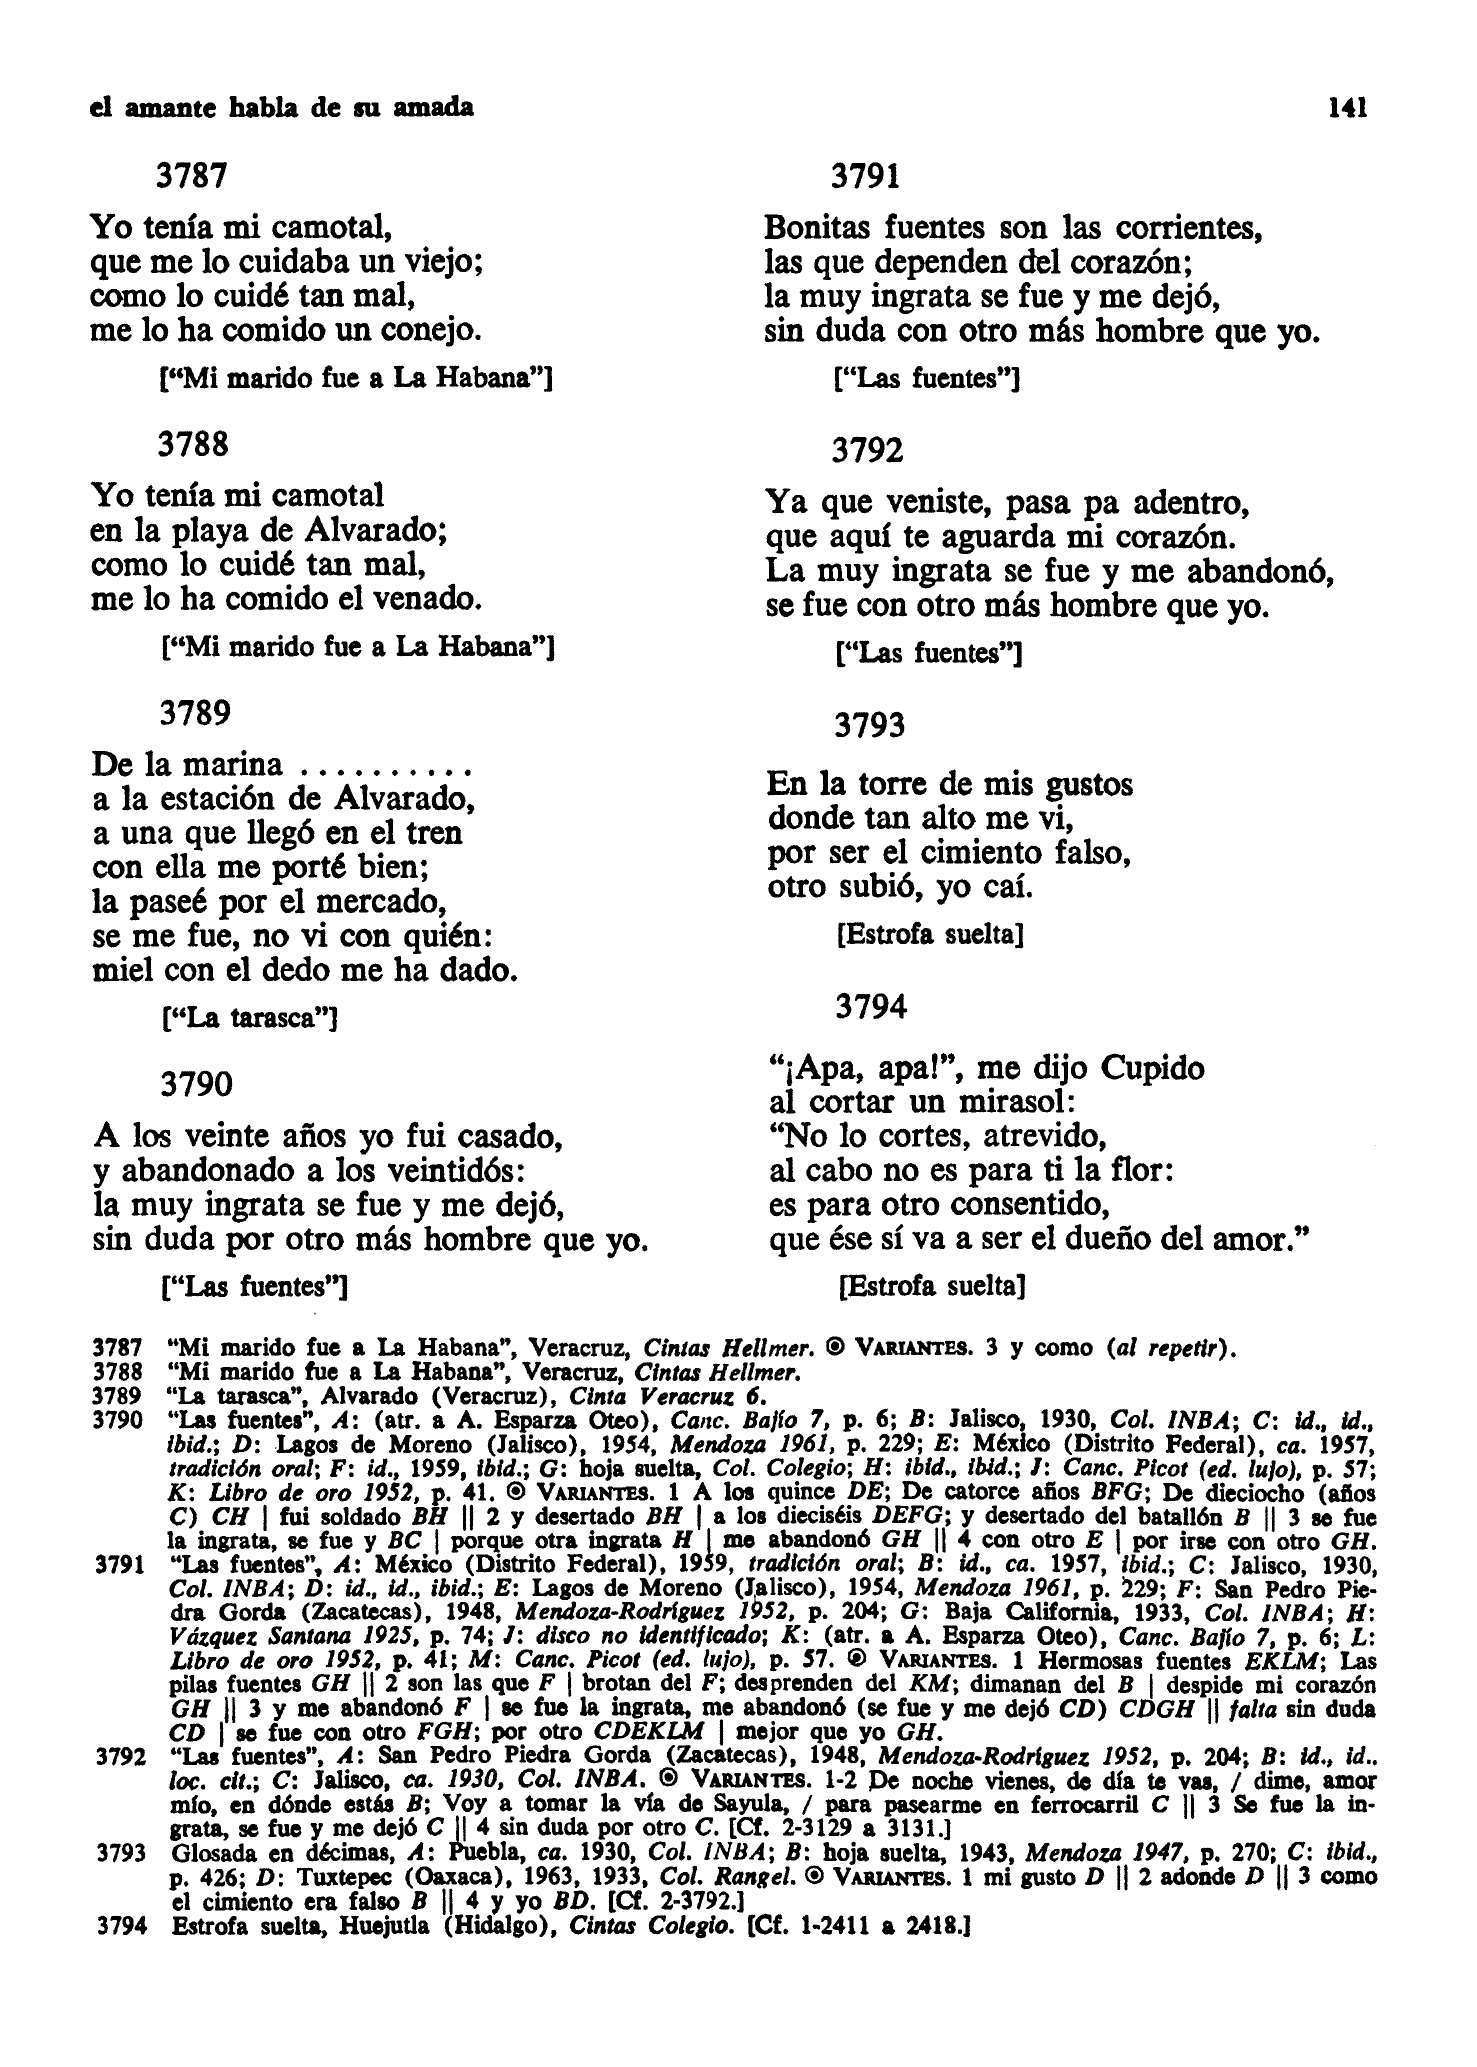 el amante habla de su amada 141
3787
Yo tenía mi camotal,
que me lo cuidaba un viejo;
como lo cuidé tan mal,
me lo ha comido un conejo.
[“Mi marido fue a La Habana”]
3788
Yo tenía mi camotal
en la playa de Alvarado;
como lo cuidé tan mal,
me lo ha comido el venado.
[“Mi marido fue a La Habana”]
3789
De la marina . . . . . . . . . .
a la estación de Alvarado,
a una que llegó en el tren
con ella me porté bien;
la paseé por el mercado,
se me fue, no vi con quién:
miel con el dedo me ha dado.
[“La tarasca”]
3790
A los veinte años yo fui casado,
y abandonado a los veintidós:
la muy ingrata se fue y me dejó,
sin duda por otro más hombre que yo.
[“Las fuentes”]
3791
Bonitas fuentes son las corrientes,
las que dependen del corazón;
la muy ingrata se fue y me dejó,
sin duda con otro más hombre que yo.
[“Las fuentes”]
3792
Ya que veniste, pasa pa adentro,
que aquí te aguarda mi corazón.
La muy ingrata se fue y me abandonó,
se fue con otro más hombre que yo.
[“Las fuentes”]
3793
En la torre de mis gustos
donde tan alto me vi,
por ser el cimiento falso,
otro subió, yo caí.
[Estrofa suelta]
3794
“¡Apa, apa!”, me dijo Cupido
al cortar un mirasol:
“No lo cortes, atrevido,
al cabo no es para ti la flor:
es para otro consentido,
que ése sí va a ser el dueño del amor.”
[Estrofa suelta]
3787 “Mi marido fue a La Habana”, Veracruz, Cintas Hellmer. ⊙ VARIANTES. 3 y como (al repetir).
3788 “Mi marido fue a La Habana”, Veracruz, Cintas Hellmer.
3789 “La tarasca”, Alvarado (Veracruz), Cinta Veracruz 6.
3790 “Las fuentes”, A: (atr. a A. Esparza Oteo), Canc. Bajío 7, p. 6; B: Jalisco, 1930, Col. INBA; C: id., id.,
ibid.; D: Lagos de Moreno (Jalisco), 1954, Mendoza 1961, p. 229; E: México (Distrito Federal), ca. 1957,
tradición oral; F: id., 1959, ibid.; G: hoja suelta, Col. Colegio; H: ibid., ibid.; J: Canc. Picot (ed. lujo), p. 57;
K: Libro de oro 1952, p. 41. ⊙ VARIANTES. 1 A los quince DE; De catorce años BFG; De dieciocho (años
C) CH | fui soldado BH || 2 y desertado BH | a los dieciséis DEFG; y desertado del batallón B || 3 se fue
la ingrata, se fue y BC | porque otra ingrata H | me abandonó GH || 4 con otro E | por irse con otro GH.
3791 “Las fuentes”, A: México (Distrito Federal), 1959, tradición oral; B: id., ca. 1957, ibid.; C: Jalisco, 1930,
Col. INBA; D: id., id., ibid.; E: Lagos de Moreno (Jalisco), 1954, Mendoza 1961, p. 229; F: San Pedro Pie-
dra Gorda (Zacatecas), 1948, Mendoza-Rodríguez 1952, p. 204; G: Baja California, 1933, Col. INBA; H:
Vázquez Santana 1925, p. 74; J: disco no identificado; K: (atr. a A. Esparza Oteo), Canc. Bajío 7, p. 6; L:
Libro de oro 1952, p. 41; M: Canc. Picot (ed. lujo), p. 57. ⊙ VARIANTES. 1 Hermosas fuentes EKLM; Las
pilas fuentes GH || 2 son las que F | brotan del F; desprenden del KM; dimanan del B | despide mi corazón
GH || 3 y me abandonó F | se fue la ingrata, me abandonó (se fue y me dejó CD) CDGH || falta sin duda
CD | se fue con otro FGH; por otro CDEKLM | mejor que yo GH.
3792 “Las fuentes”, A: San Pedro Piedra Gorda (Zacatecas), 1948, Mendoza-Rodríguez 1952, p. 204; B: id., id..
loc. cit.; C: Jalisco, ca. 1930, Col. INBA. ⊙ VARIANTES. 1-2 De noche vienes, de día te vas, / dime, amor
mío, en dónde estás B; Voy a tomar la vía de Sayula, / para pasearme en ferrocarril C || 3 Se fue la in-
grata, se fue y me dejó C || 4 sin duda por otro C. [Cf. 2-3129 a 3131.]
3793 Glosada en décimas, A: Puebla, ca. 1930, Col. INBA; B: hoja suelta, 1943, Mendoza 1947, p. 270; C: ibid.,
p. 426; D: Tuxtepec (Oaxaca), 1963, 1933, Col. Rangel. ⊙ VARIANTES. 1 mi gusto D || 2 adonde D || 3 como
el cimiento era falso B || 4 y yo BD. [Cf. 2-3792.]
3794 Estrofa suelta, Huejutla (Hidalgo), Cintas Colegio. [Cf. 1-2411 a 2418.]